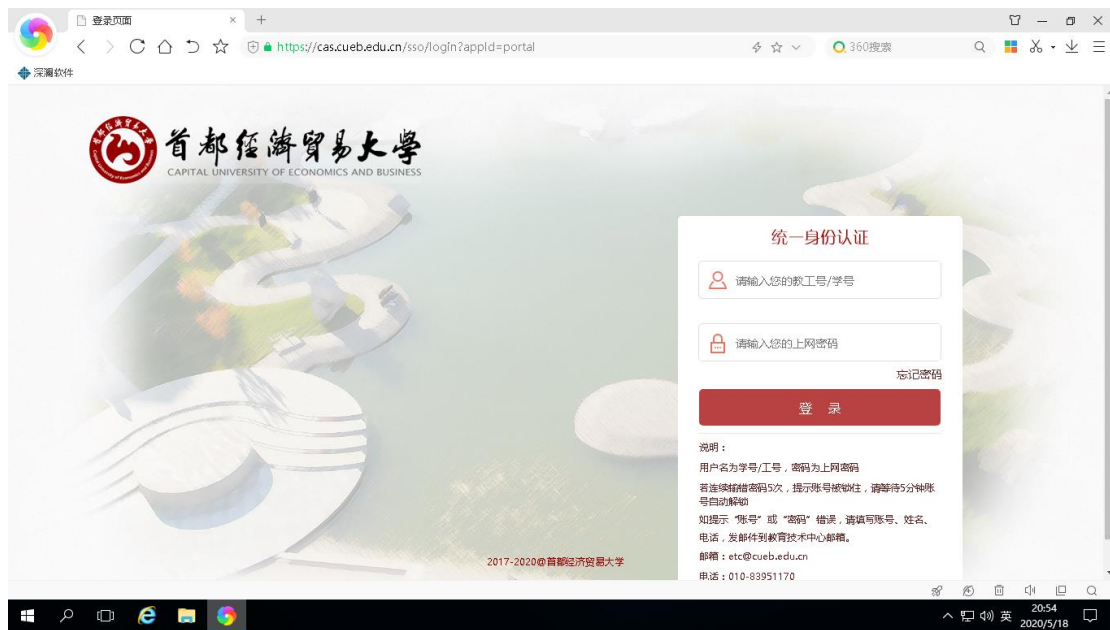 登录页面
https://cas.cueb.edu.cn/sso/login?appId=portal
360搜索
深澜软件
首都經濟貿易大學
CAPITAL UNIVERSITY OF ECONOMICS AND BUSINESS
统一身份认证
请输入您的教工号/学号
请输入您的上网密码
忘记密码
登 录
说明：
用户名为学号/工号，密码为上网密码
若连续输错密码5次，提示账号被锁住，请等待5分钟账
号自动解锁
如提示“账号”或“密码”错误，请填写账号、姓名、
电话，发邮件到教育技术中心邮箱。
邮箱：etc@cueb.edu.cn
电话：010-83951170
2017-2020@首都经济贸易大学
英
20:54
2020/5/18